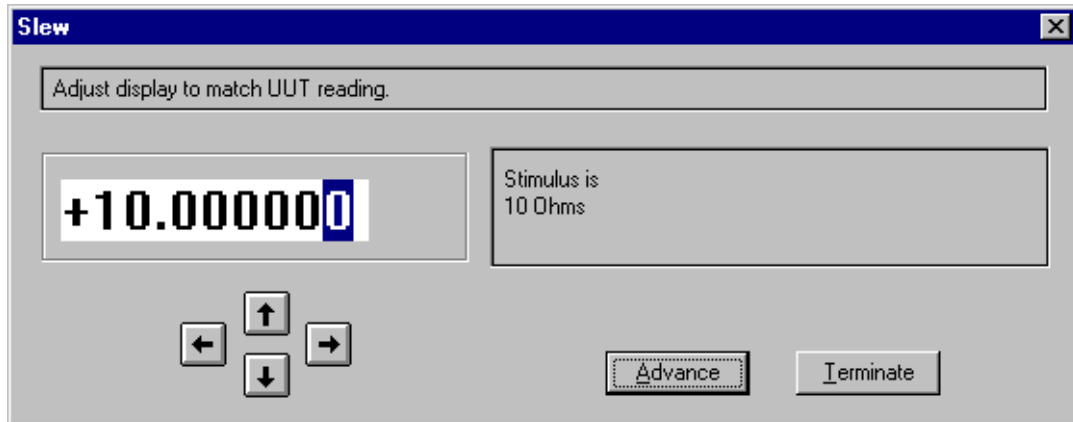 Slew
Adjust display to match UUT reading.
+10.000000
Stimulus is
10 Ohms
Advance
Terminate